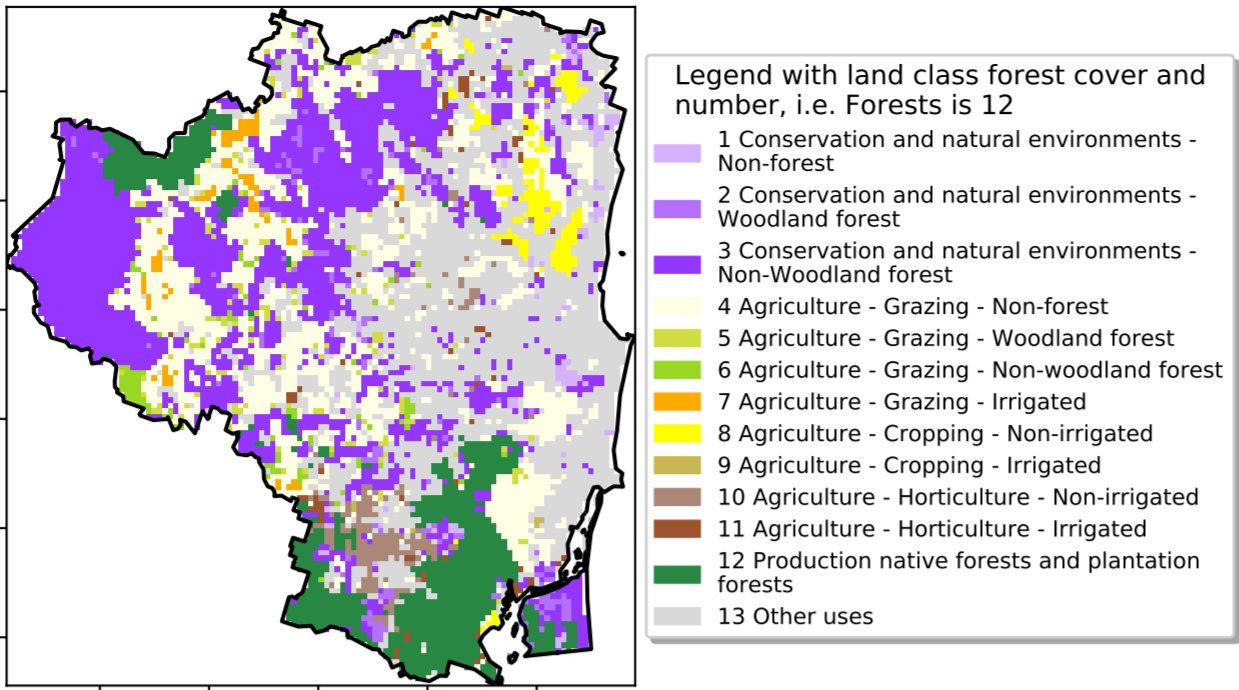 Legend with land class forest cover and
number, i.e. Forests is 12
1 Conservation and natural environments -
Non-forest
2 Conservation and natural environments -
Woodland forest
3 Conservation and natural environments -
Non-Woodland forest
4 Agriculture - Grazing - Non-forest
5 Agriculture - Grazing - Woodland forest
6 Agriculture - Grazing - Non-woodland forest
7 Agriculture - Grazing - Irrigated
8 Agriculture - Cropping - Non-irrigated
9 Agriculture - Cropping - Irrigated
10 Agriculture - Horticulture - Non-irrigated
11 Agriculture - Horticulture - Irrigated
12 Production native forests and plantation
forests
13 Other uses